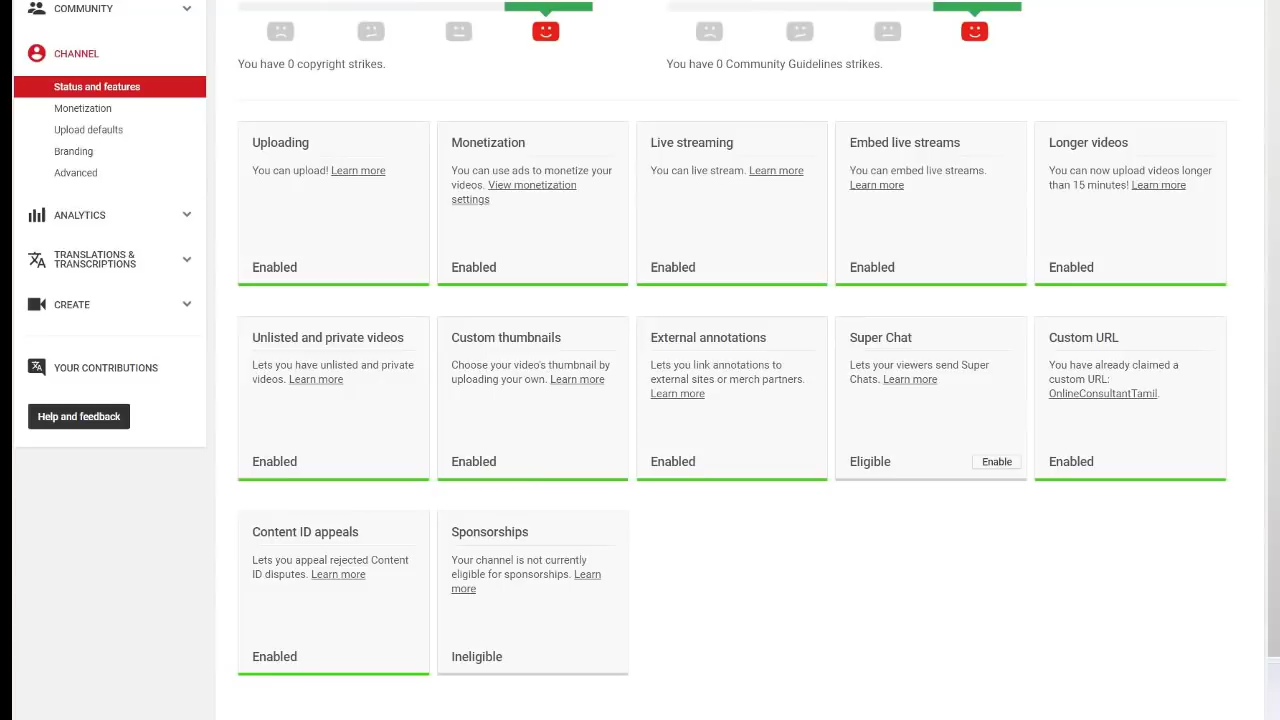 COMMUNITY
CHANNEL
Status and features
Monetization
Upload defaults
Branding
Advanced
ANALYTICS
TRANSLATIONS &
TRANSCRIPTIONS
CREATE
YOUR CONTRIBUTIONS
Help and feedback
You have 0 copyright strikes.
You have 0 Community Guidelines strikes.
Uploading
You can upload! Learn more
Enabled
Monetization
You can use ads to monetize your
videos. View monetization
settings
Enabled
Live streaming
You can live stream. Learn more
Enabled
Embed live streams
You can embed live streams.
Learn more
Enabled
Longer videos
You can now upload videos longer
than 15 minutes! Learn more
Enabled
Unlisted and private videos
Lets you have unlisted and private
videos. Learn more
Enabled
Custom thumbnails
Choose your video's thumbnail by
uploading your own. Learn more
Enabled
External annotations
Lets you link annotations to
external sites or merch partners.
Learn more
Enabled
Super Chat
Lets your viewers send Super
Chats. Learn more
Eligible
Enable
Custom URL
You have already claimed a
custom URL:
OnlineConsultantTamil.
Enabled
Content ID appeals
Lets you appeal rejected Content
ID disputes. Learn more
Enabled
Sponsorships
Your channel is not currently
eligible for sponsorships. Learn
more
Ineligible